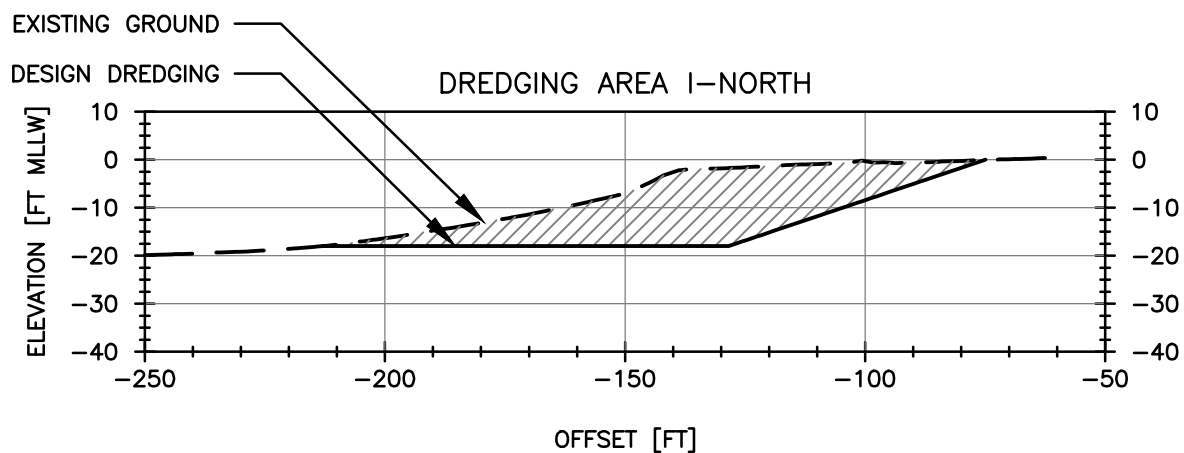 EXISTING GROUND
DESIGN DREDGING
DREDGING AREA I-NORTH
10 10
0 0
-10 -10
-20 -20
-30 -30
-40 -40
ELEVATION [FT MLLW]
-250 -200 -150 -100 -50
OFFSET [FT]